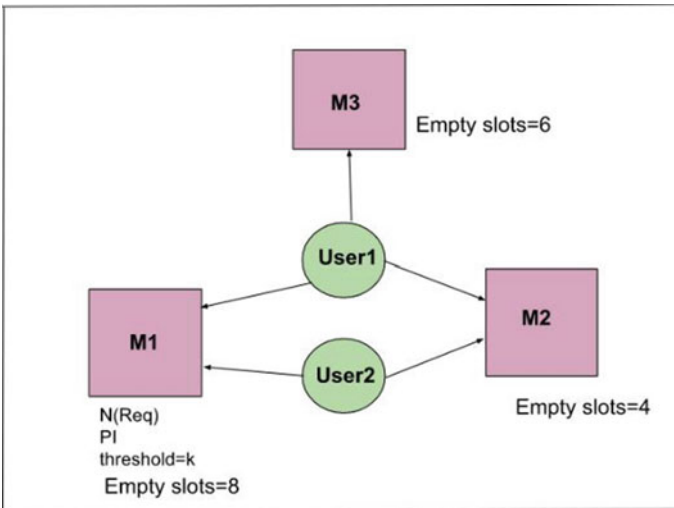 M3
Empty slots=6
User1
M2
M1
User2
Empty slots=4
N(Req)
PI
threshold=k
Empty slots=8